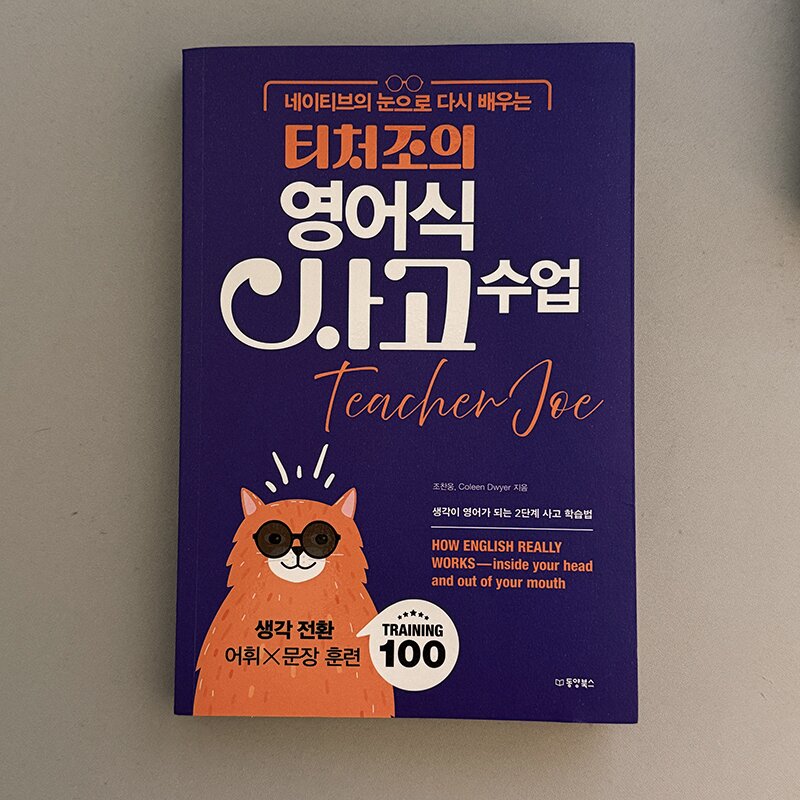 네이티브의 눈으로 다시 배우는
티처조의
영어식
사고 수업
Teacher Joe
조찬웅, Coleen Dwyer 지음
생각이 영어가 되는 2단계 사고 학습법
HOW ENGLISH REALLY
WORKS—inside your head
and out of your mouth
생각 전환
어휘×문장 훈련
TRAINING
100
동양북스